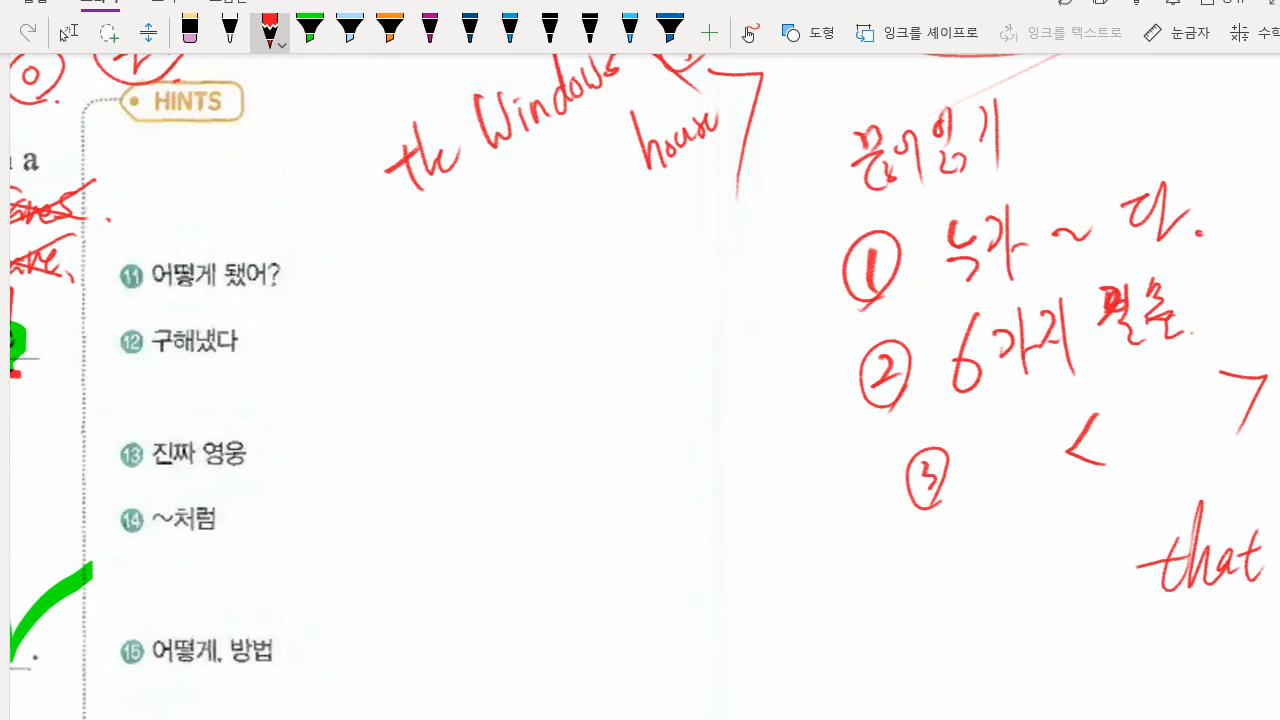 도형
잉크를 셰이프로
잉크를 텍스트로
눈금자
수학
HINTS
the Windows
house
a
끊어 읽기
① 누가 ~ 다.
⑪ 어떻게 됐어?
⑫ 구해냈다
② 6가지 필순.
< >
⑬ 진짜 영웅
③
⑭ ~처럼
that
⑮ 어떻게, 방법